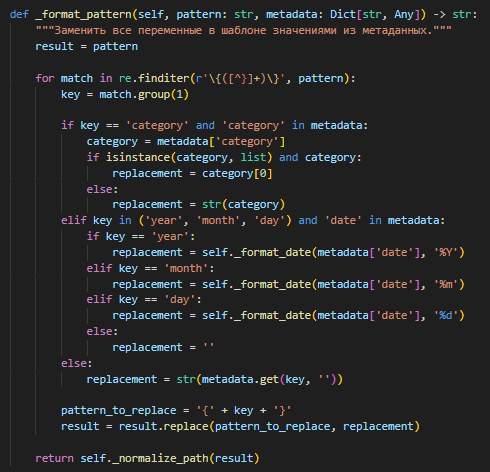 def _format_pattern(self, pattern: str, metadata: Dict[str, Any]) -> str:
    """Заменить все переменные в шаблоне значениями из метаданных."""
    result = pattern

    for match in re.finditer(r'\{([^}]+)\}', pattern):
        key = match.group(1)

        if key == 'category' and 'category' in metadata:
            category = metadata['category']
            if isinstance(category, list) and category:
                replacement = category[0]
            else:
                replacement = str(category)
        elif key in ('year', 'month', 'day') and 'date' in metadata:
            if key == 'year':
                replacement = self._format_date(metadata['date'], '%Y')
            elif key == 'month':
                replacement = self._format_date(metadata['date'], '%m')
            elif key == 'day':
                replacement = self._format_date(metadata['date'], '%d')
            else:
                replacement = ''
        else:
            replacement = str(metadata.get(key, ''))

        pattern_to_replace = '{' + key + '}'
        result = result.replace(pattern_to_replace, replacement)

    return self._normalize_path(result)